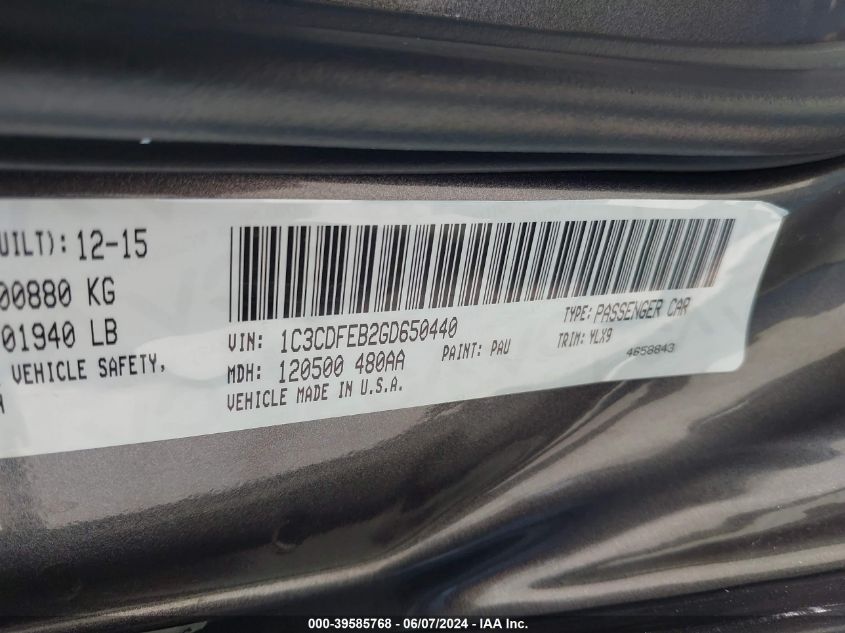 UILT): 12-15
00880 KG
01940 LB
VEHICLE SAFETY,
VIN: 1C3CDFEB2GD650440
TYPE: PASSENGER CAR
MDH: 120500 480AA
PAINT: PAU
TRIM: YLX9
4658843
VEHICLE MADE IN U.S.A.
000-39585768 - 06/07/2024 - IAA Inc.